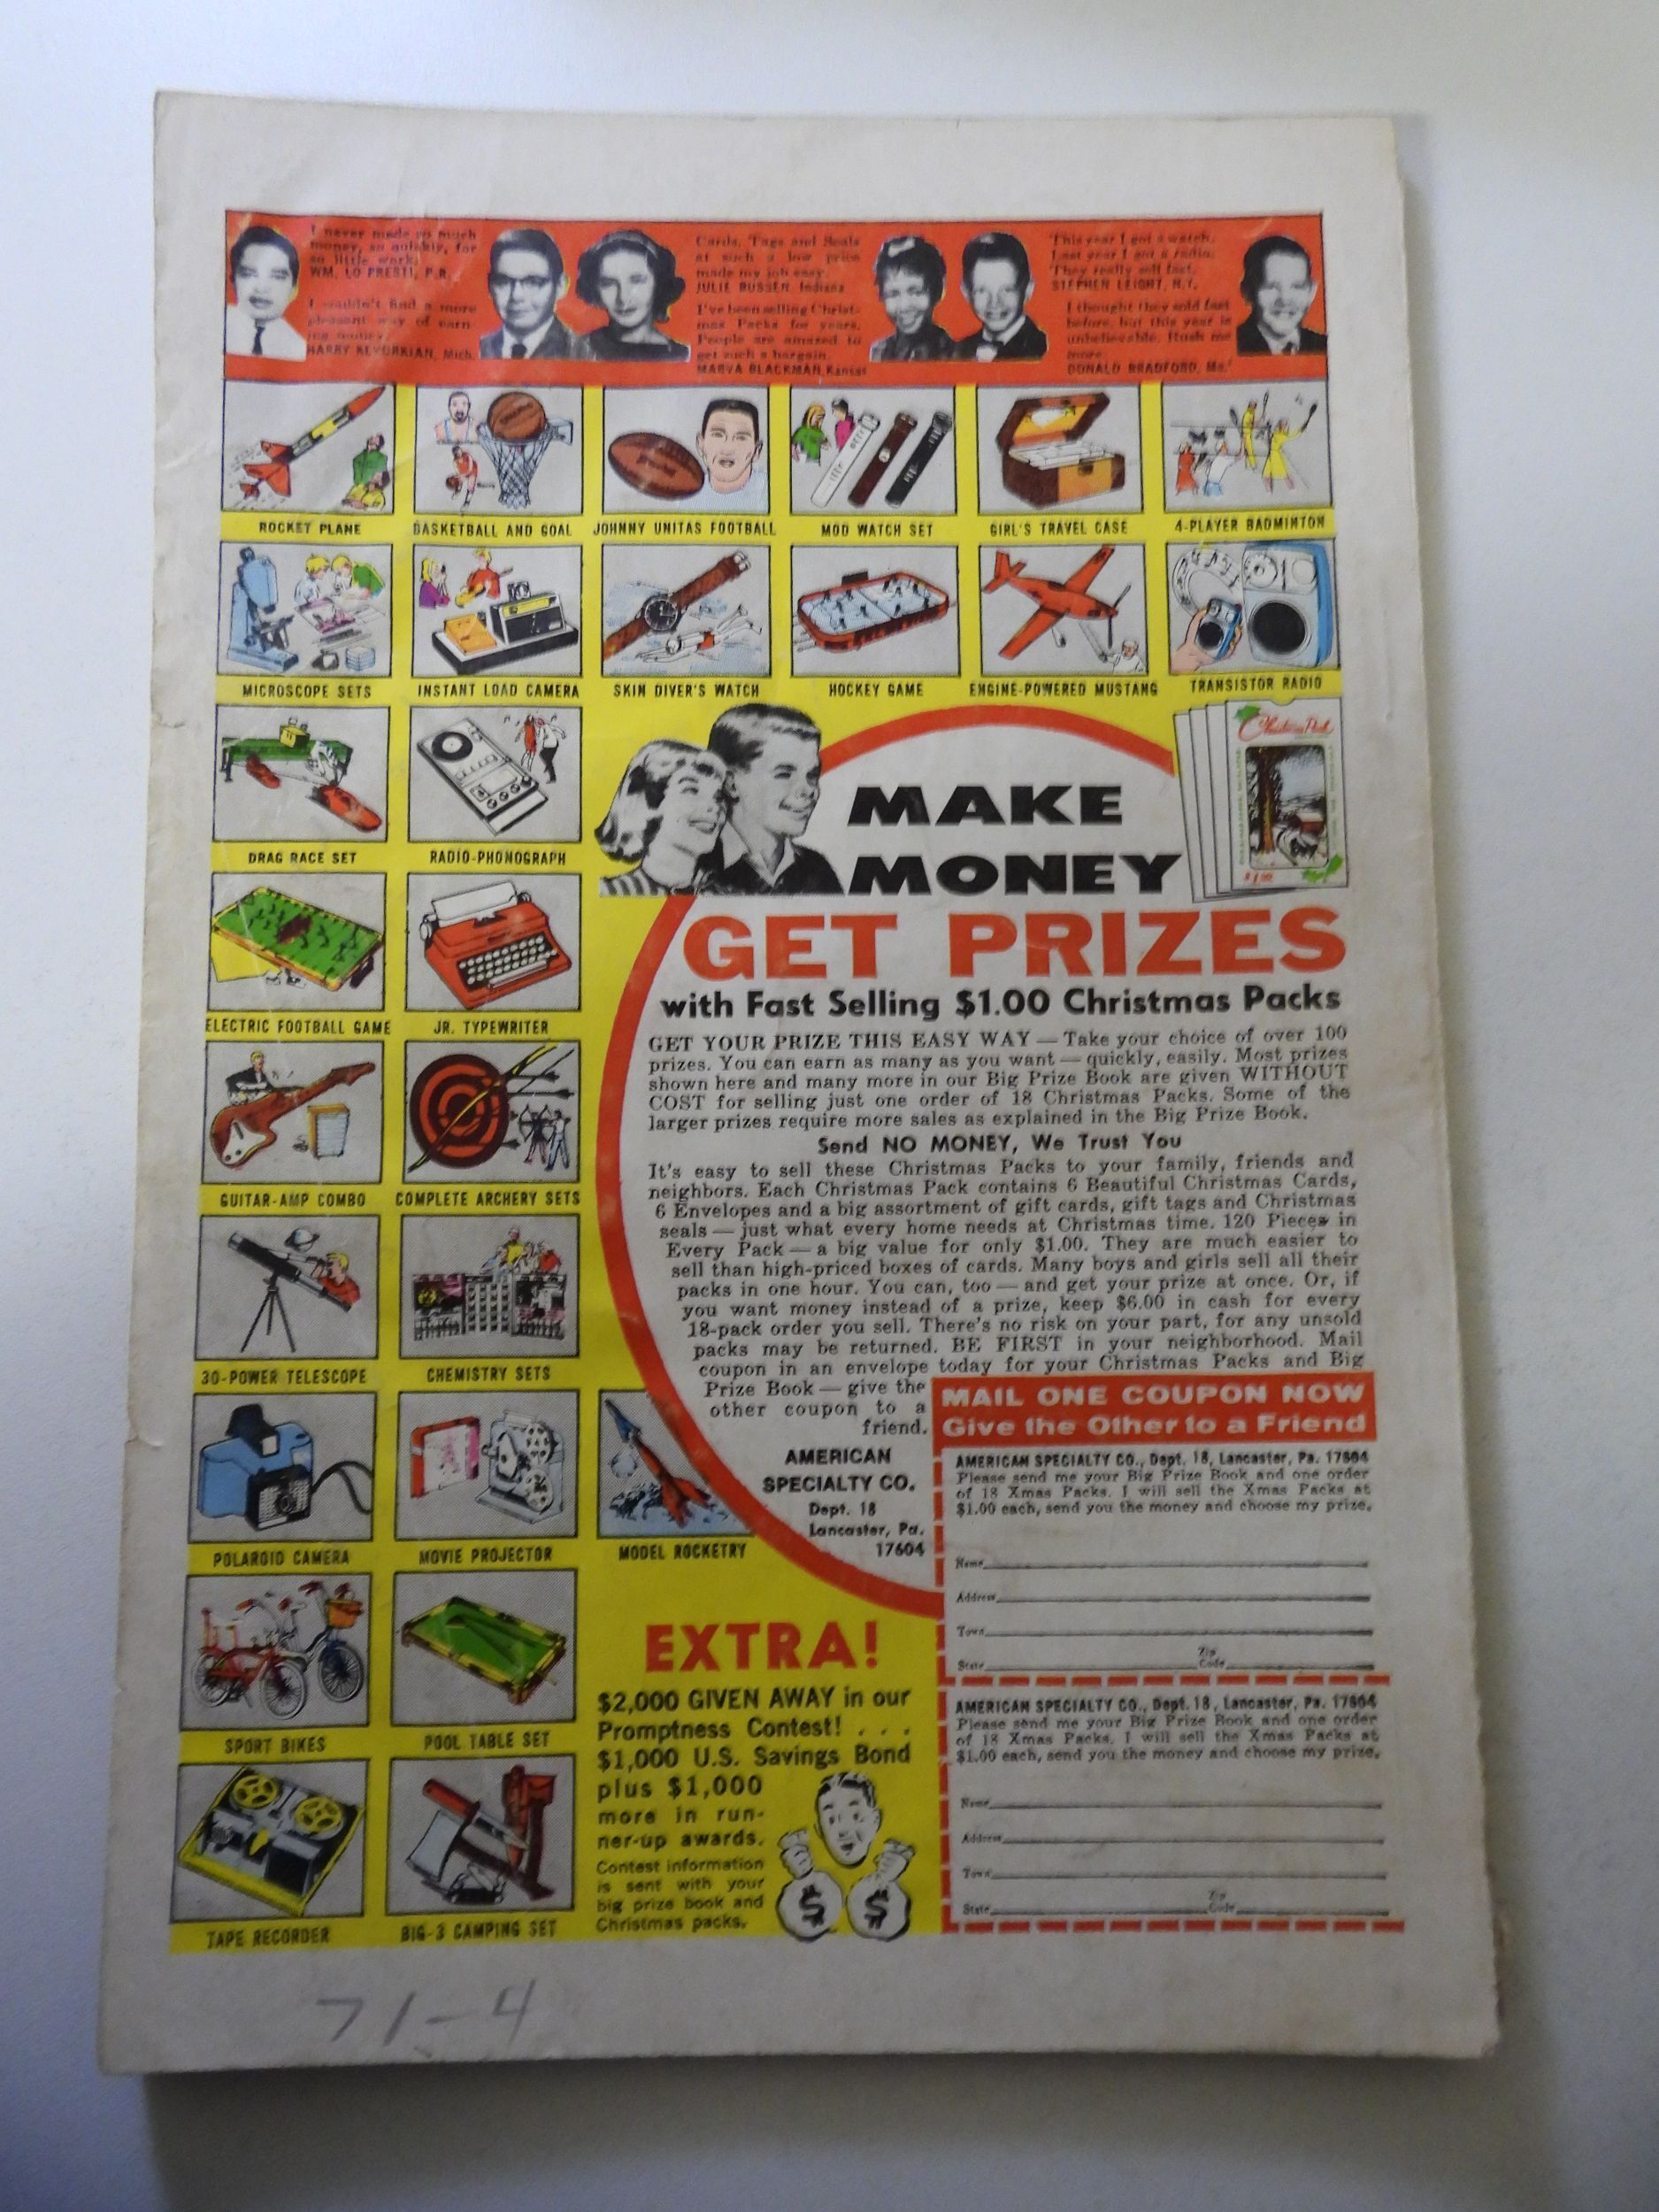 I never made so much
money, so quickly, for
so little work.
WM. LO PRESTI, P.R.
I wouldn't find a more
pleasant way of earn-
ing money.
HARRY KEVORKIAN, Mich.
Cards, Tags and Seals
at such a low price
made my job easy.
JULIE BUSSEN, Indiana
I've been selling Christ-
mas Packs for years.
People are amazed to
get such a bargain.
MARVA BLACKMAN, Kansas
This year I got a watch.
Last year I got a radio.
They really sell fast.
STEPHEN LEIGHT, N.Y.
I thought they sold fast
before, but this year is
unbelievable. Rush me
more.
DONALD BRADFORD, Me.
ROCKET PLANE
BASKETBALL AND GOAL
JOHNNY UNITAS FOOTBALL
MOD WATCH SET
GIRL'S TRAVEL CASE
4-PLAYER BADMINTON
MICROSCOPE SETS
INSTANT LOAD CAMERA
SKIN DIVER'S WATCH
HOCKEY GAME
ENGINE-POWERED MUSTANG
TRANSISTOR RADIO
DRAG RACE SET
RADIO-PHONOGRAPH
ELECTRIC FOOTBALL GAME
JR. TYPEWRITER
GUITAR-AMP COMBO
COMPLETE ARCHERY SETS
30-POWER TELESCOPE
CHEMISTRY SETS
POLAROID CAMERA
MOVIE PROJECTOR
MODEL ROCKETRY
SPORT BIKES
POOL TABLE SET
TAPE RECORDER
BIG-3 CAMPING SET
Christmas Pack
$1.00
MAKE
MONEY
GET PRIZES
with Fast Selling $1.00 Christmas Packs
GET YOUR PRIZE THIS EASY WAY — Take your choice of over 100
prizes. You can earn as many as you want — quickly, easily. Most prizes
shown here and many more in our Big Prize Book are given WITHOUT
COST for selling just one order of 18 Christmas Packs. Some of the
larger prizes require more sales as explained in the Big Prize Book.
Send NO MONEY, We Trust You
It's easy to sell these Christmas Packs to your family, friends and
neighbors. Each Christmas Pack contains 6 Beautiful Christmas Cards,
6 Envelopes and a big assortment of gift cards, gift tags and Christmas
seals — just what every home needs at Christmas time. 120 Pieces in
Every Pack — a big value for only $1.00. They are much easier to
sell than high-priced boxes of cards. Many boys and girls sell all their
packs in one hour. You can, too — and get your prize at once. Or, if
you want money instead of a prize, keep $6.00 in cash for every
18-pack order you sell. There's no risk on your part, for any unsold
packs may be returned. BE FIRST in your neighborhood. Mail
coupon in an envelope today for your Christmas Packs and Big
Prize Book — give the
other coupon to a
friend.
AMERICAN
SPECIALTY CO.
Dept. 18
Lancaster, Pa.
17604
MAIL ONE COUPON NOW
Give the Other to a Friend
AMERICAN SPECIALTY CO., Dept. 18, Lancaster, Pa. 17604
Please send me your Big Prize Book and one order
of 18 Xmas Packs. I will sell the Xmas Packs at
$1.00 each, send you the money and choose my prize.
Name
Address
Town
State Zip Code
AMERICAN SPECIALTY CO., Dept. 18, Lancaster, Pa. 17604
Please send me your Big Prize Book and one order
of 18 Xmas Packs. I will sell the Xmas Packs at
$1.00 each, send you the money and choose my prize.
Name
Address
Town
State Zip Code
EXTRA!
$2,000 GIVEN AWAY in our
Promptness Contest! . . .
$1,000 U.S. Savings Bond
plus $1,000
more in run-
ner-up awards.
Contest information
is sent with your
big prize book and
Christmas packs.
$ $
71-4